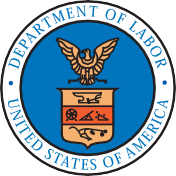 DEPARTMENT OF LABOR
UNITED STATES OF AMERICA